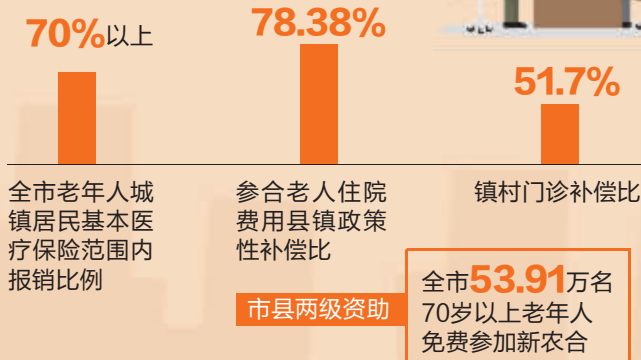 70%以上
全市老年人城
镇居民基本医
疗保险范围内
报销比例
78.38%
参合老人住院
费用县镇政策
性补偿比
51.7%
镇村门诊补偿比
市县两级资助
全市53.91万名
70岁以上老年人
免费参加新农合